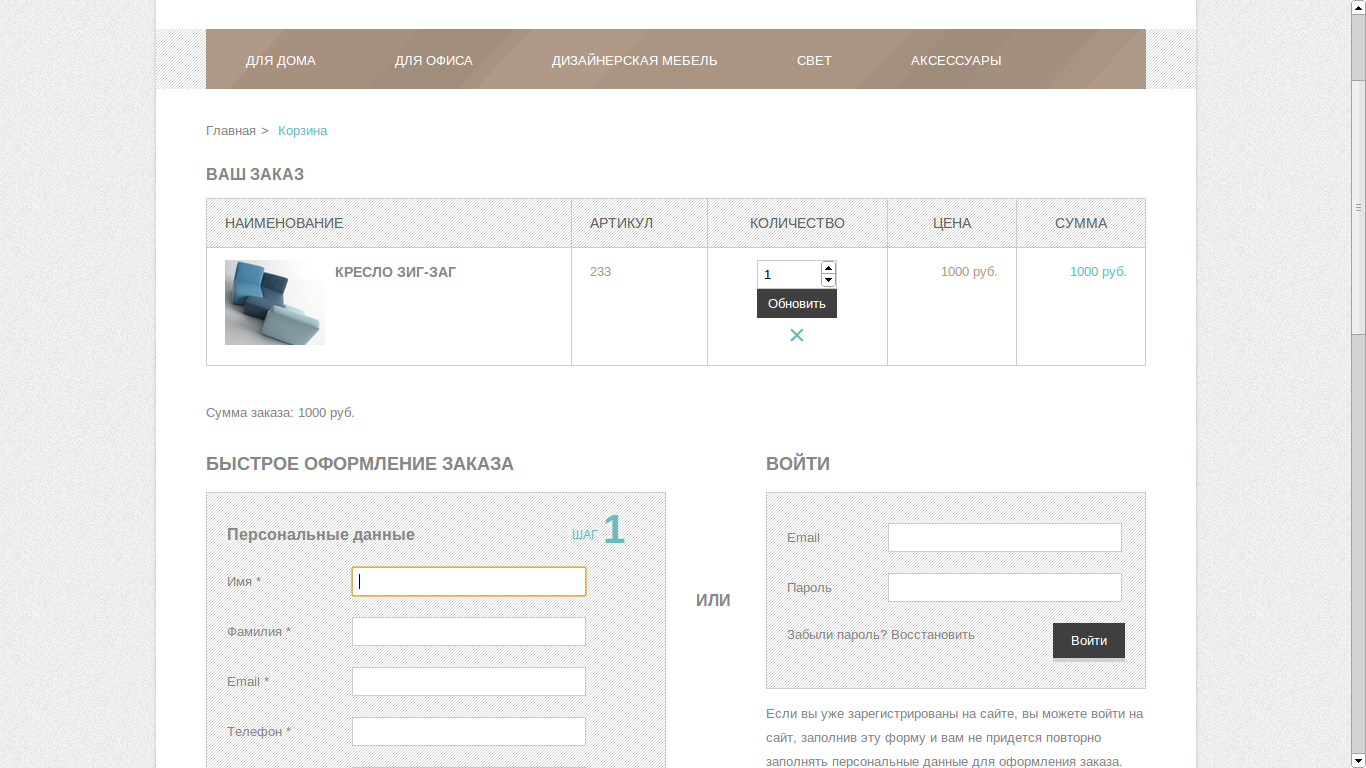 ДЛЯ ДОМА ДЛЯ ОФИСА ДИЗАЙНЕРСКАЯ МЕБЕЛЬ СВЕТ АКСЕССУАРЫ
Главная > Корзина
ВАШ ЗАКАЗ
НАИМЕНОВАНИЕ АРТИКУЛ КОЛИЧЕСТВО ЦЕНА СУММА
КРЕСЛО ЗИГ-ЗАГ 233 1 1000 руб. 1000 руб.
Обновить
Сумма заказа: 1000 руб.
БЫСТРОЕ ОФОРМЛЕНИЕ ЗАКАЗА
Персональные данные ШАГ 1
Имя *
Фамилия *
Email *
Телефон *
ИЛИ
ВОЙТИ
Email
Пароль
Забыли пароль? Восстановить Войти
Если вы уже зарегистрированы на сайте, вы можете войти на
сайт, заполнив эту форму и вам не придется повторно
заполнять персональные данные для оформления заказа.